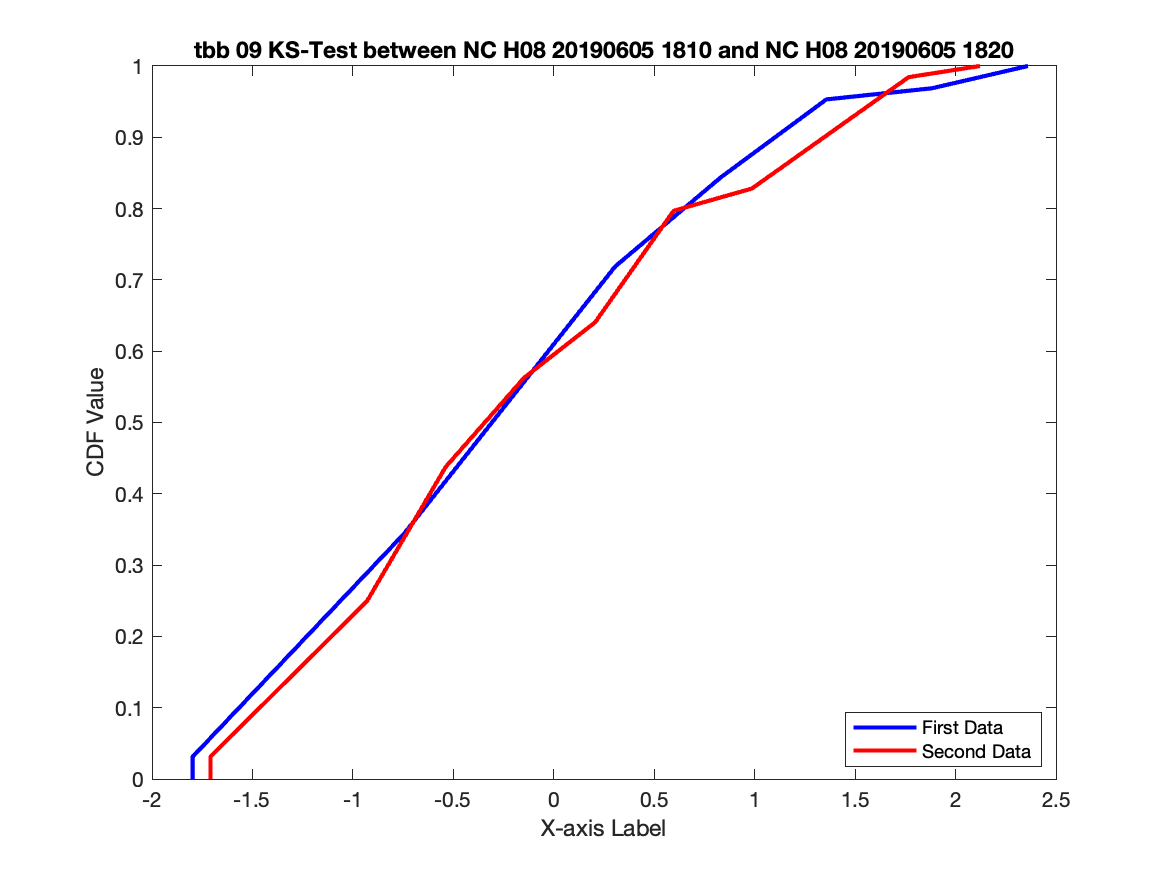 tbb 09 KS-Test between NC H08 20190605 1810 and NC H08 20190605 1820
1
0.9
0.8
0.7
0.6
0.5
0.4
0.3
0.2
0.1
0
CDF Value
First Data
Second Data
-2 -1.5 -1 -0.5 0 0.5 1 1.5 2 2.5
X-axis Label